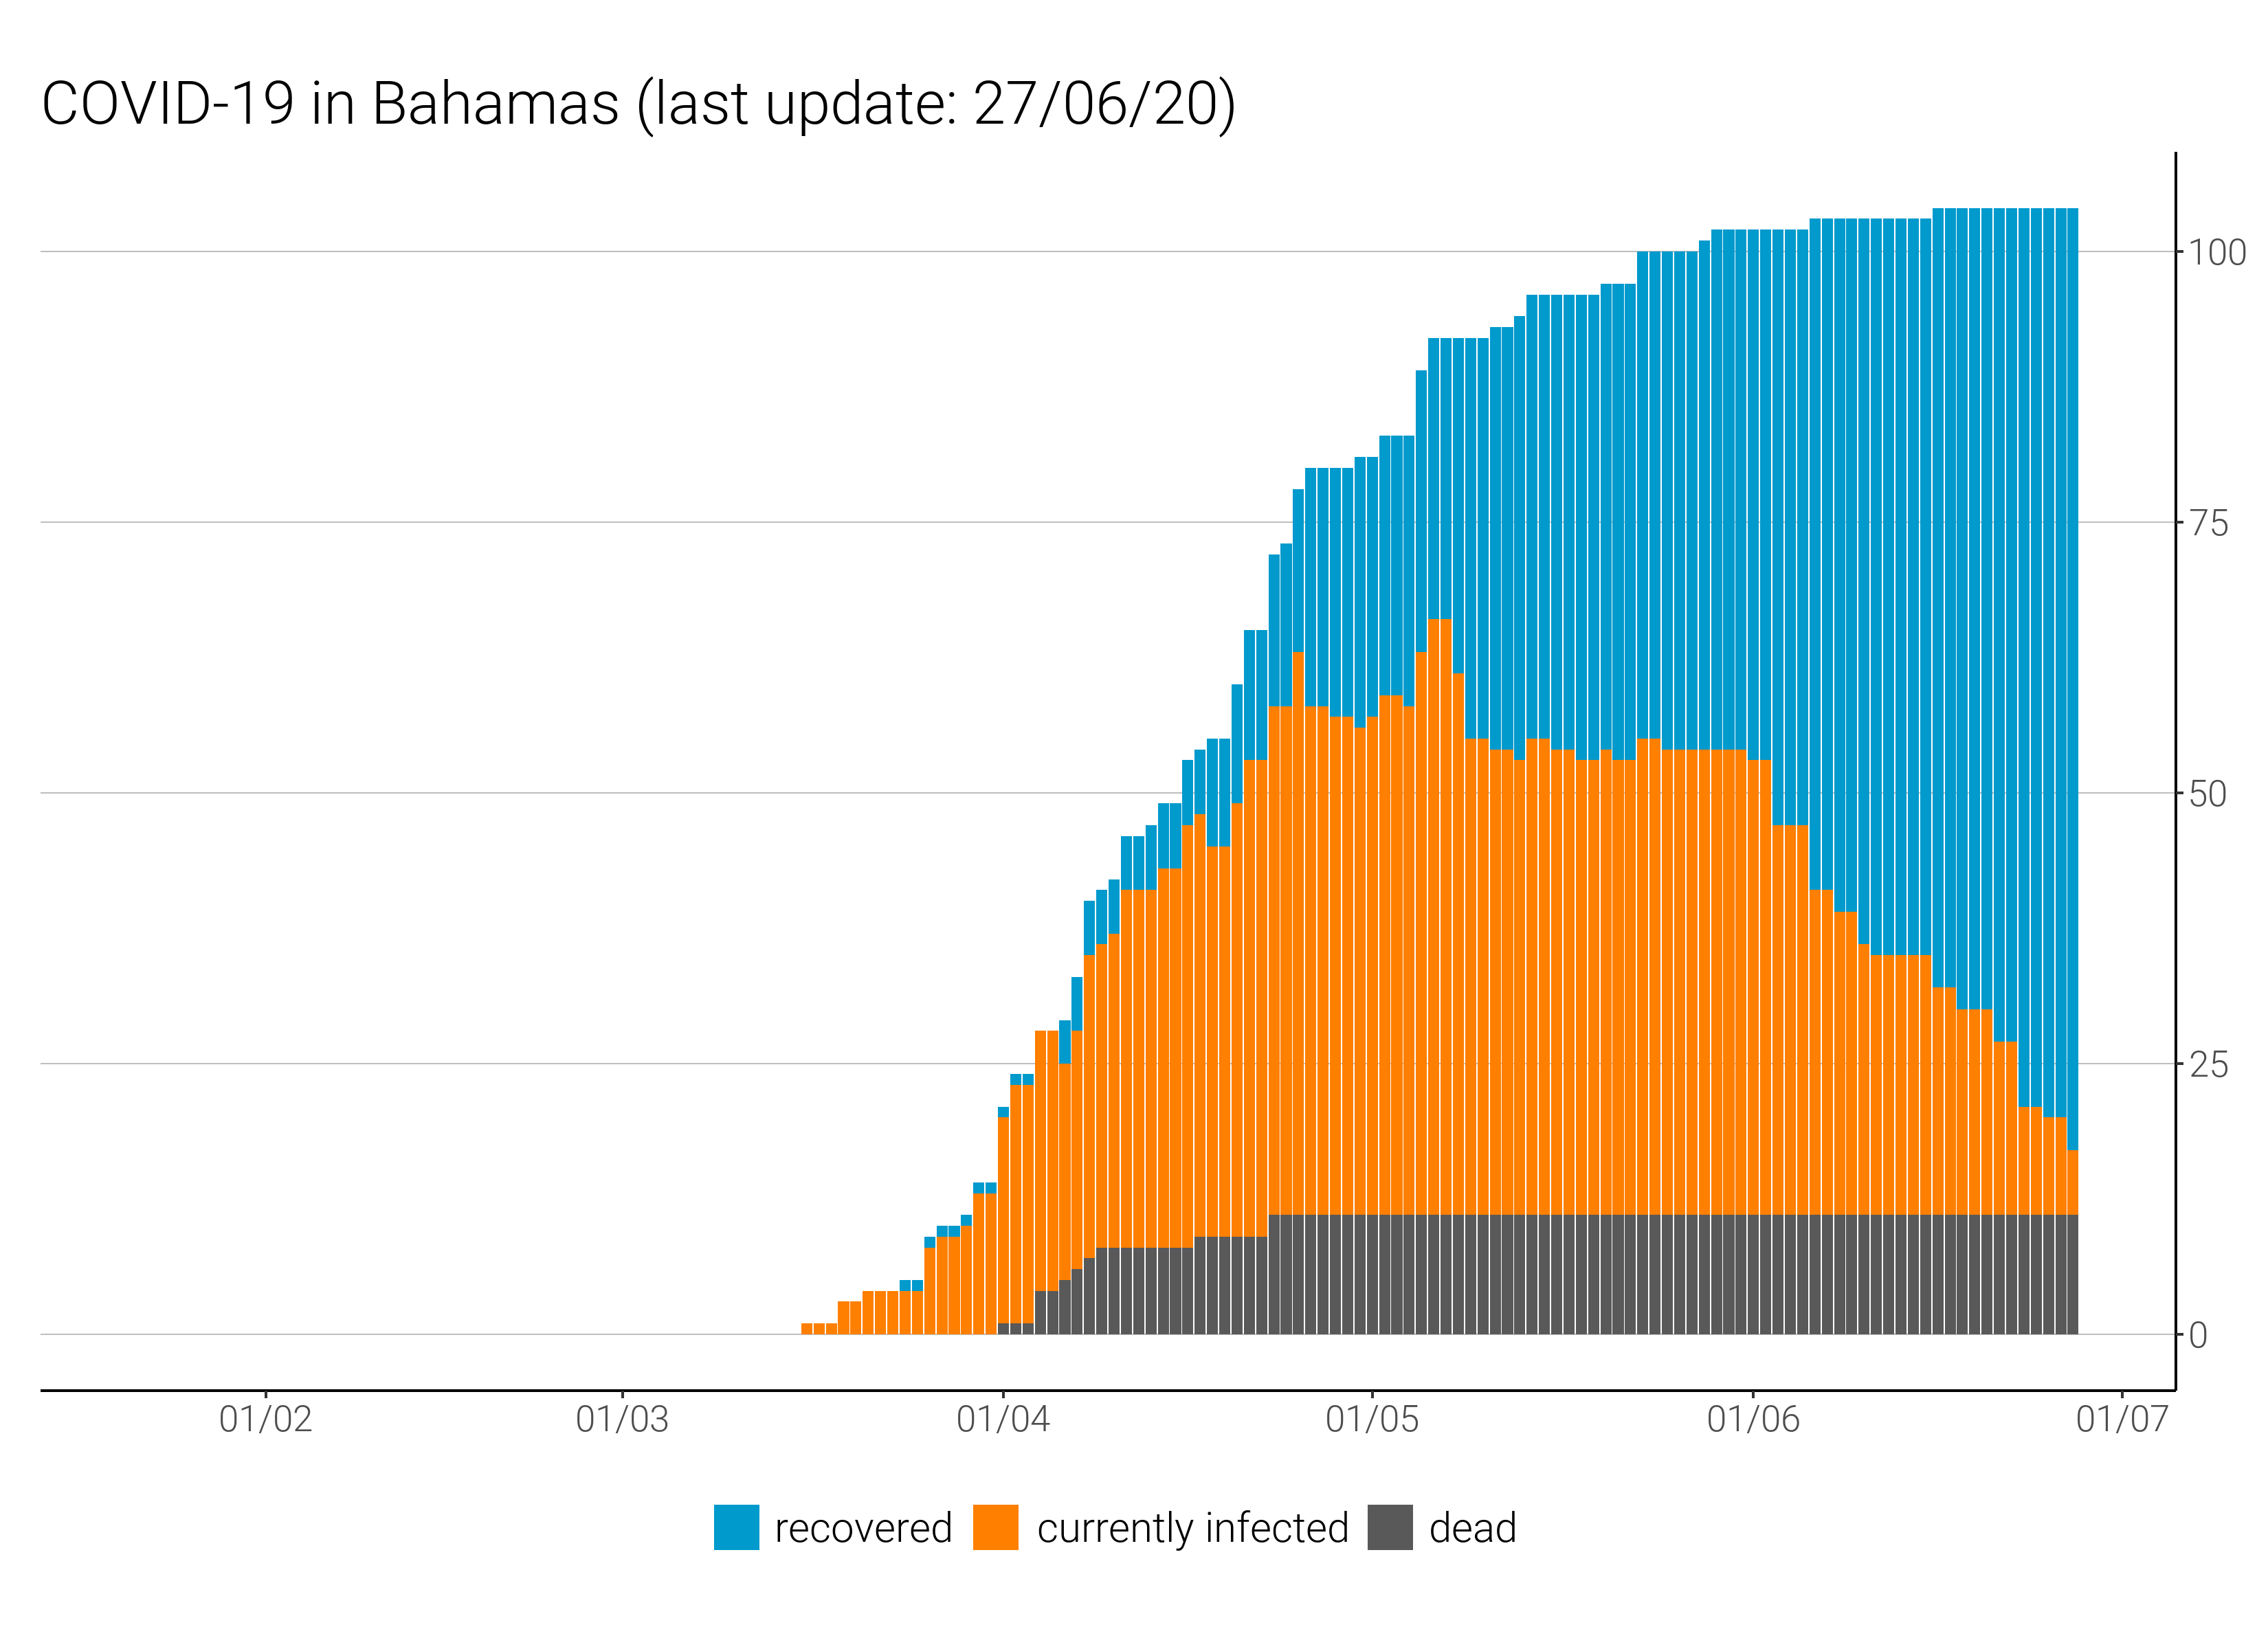 COVID-19 in Bahamas (last update: 27/06/20)
100
75
50
25
0
01/02 01/03 01/04 01/05 01/06 01/07
recovered currently infected dead